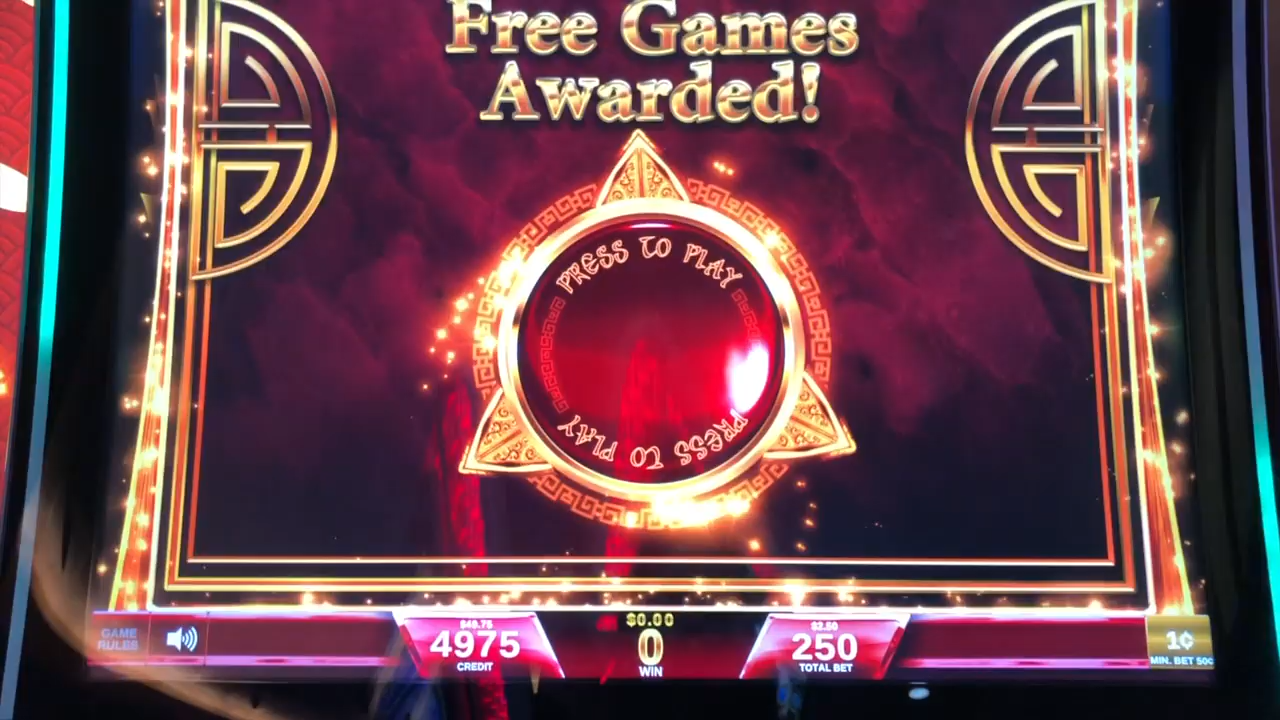 Free Games
Awarded!
PRESS TO PLAY
PRESS TO PLAY
GAME
RULES
$49.75
4975
CREDIT
$0.00
0
WIN
$2.50
250
TOTAL BET
1¢
MIN. BET 50¢